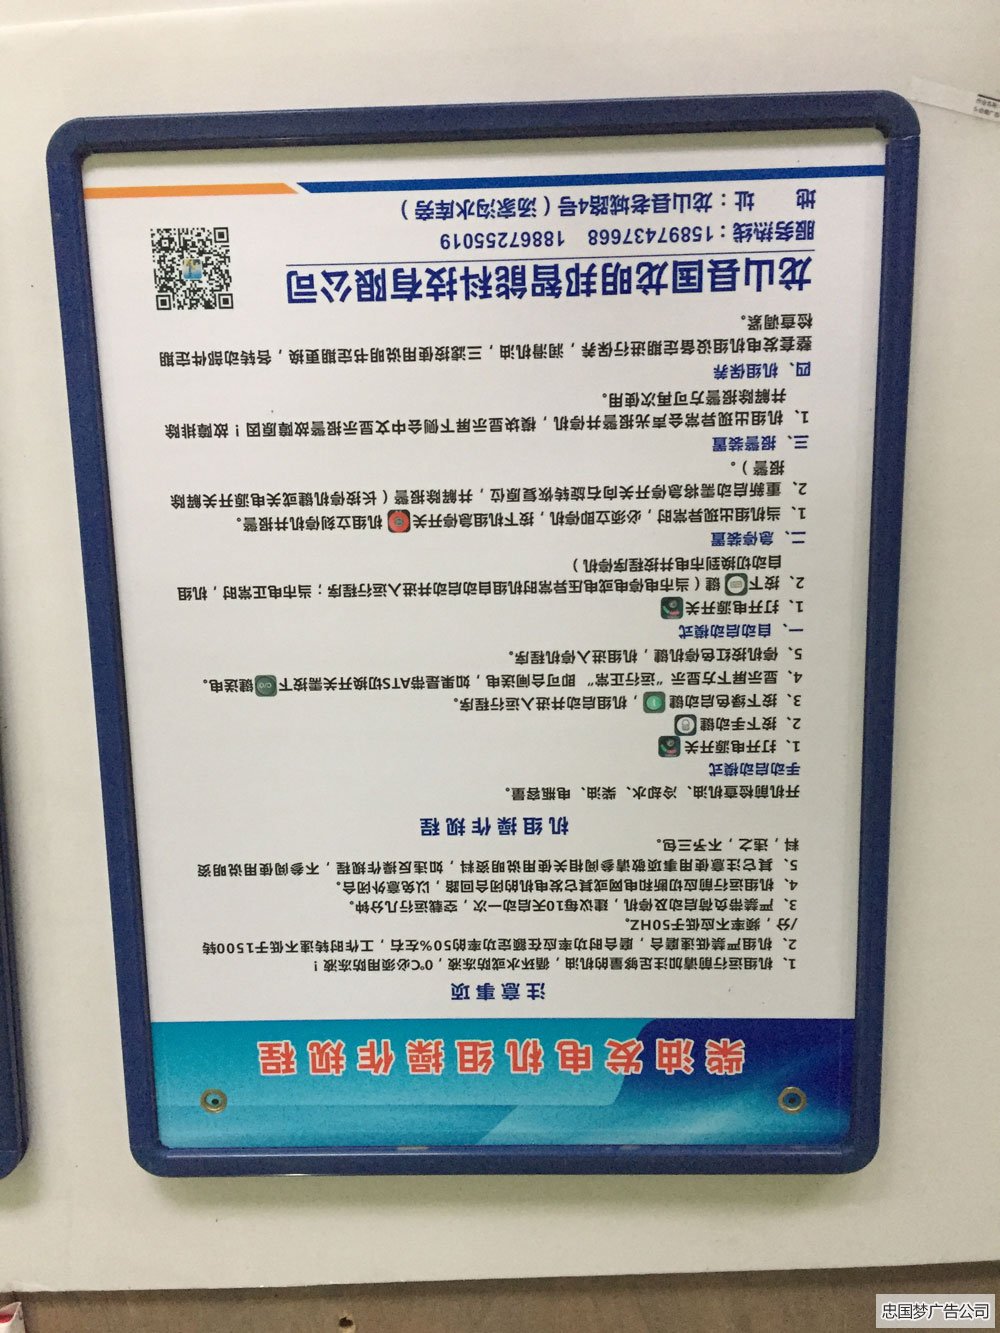 柴油发电机组操作规程
注意事项
1、机组运行前请加注足够量的机油，循环水或防冻液，0℃必须用防冻液！
2、机组严禁低速磨合，磨合时功率应在额定功率的50%左右，工作时转速不低于1500转
/分，频率不应低于50HZ。
3、严禁带负荷启动及停机，建议每10天启动一次，空载运行几分钟。
4、机组运行前应切断和电网或其它发电机的闭合回路，以免意外闭合。
5、其它注意使用事项敬请参阅相关使用说明资料，如违反操作规程，不参阅使用说明资
料，违之，不予三包。
机组操作规程
开机前检查机油、冷却水、柴油、电瓶容量。
手动启动模式
1、打开电源开关
2、按下手动键
3、按下绿色启动键，机组启动并进入运行程序。
4、显示屏下方显示“运行正常”即可合闸送电，如果是带ATS切换开关需按下键送电。
5、停机按红色停机键，机组进入停机程序。
一、自动启动模式
1、打开电源开关
2、按下键（当市电停电或电压异常时机组自动启动并进入运行程序；当市电正常时，机组
自动切换到市电并按程序停机）
二、急停装置
1、当机组出现异常时，必须立即停机，按下机组急停开关机组立刻停机并报警。
2、重新启动需将急停开关向右旋转恢复原位，并解除报警（长按停机键或关电源开关解除
报警）。
三、报警装置
1、机组出现异常会声光报警并停机，模块显示屏下侧会中文显示报警故障原因！故障排除
并解除报警方可再次使用。
四、机组保养
整套发电机组设备定期进行保养，润滑机油，三滤按使用说明书定期更换，各转动部件定期
检查调紧。
龙山县国龙明邦智能科技有限公司
服务热线：15897437668 18867255019
地 址：龙山县老城路4号（汤家沟水库旁）
忠国梦广告公司